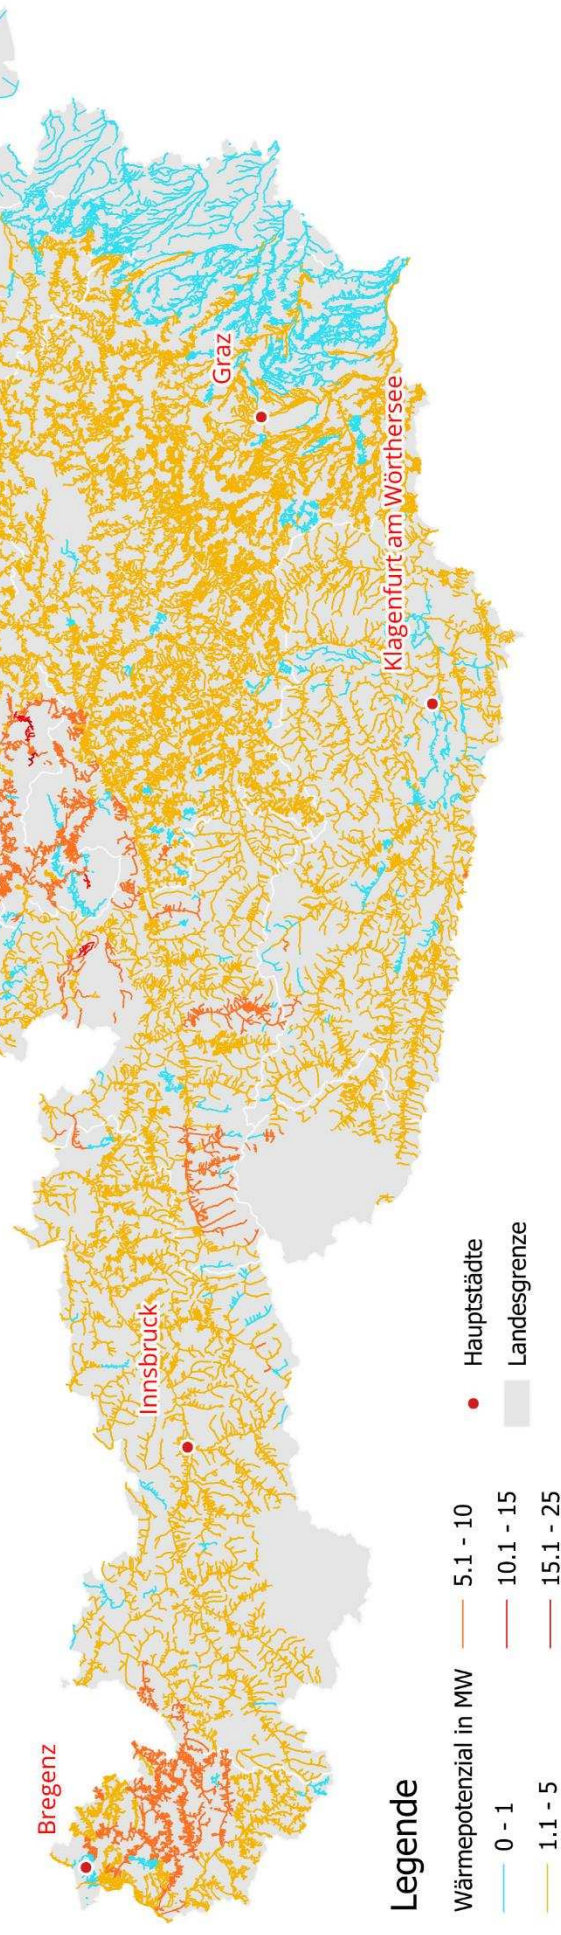 Bregenz
Innsbruck
Graz
Klagenfurt am Wörthersee
Legende
Wärmepotenzial in MW
0 - 1
1.1 - 5
5.1 - 10
10.1 - 15
15.1 - 25
Hauptstädte
Landesgrenze